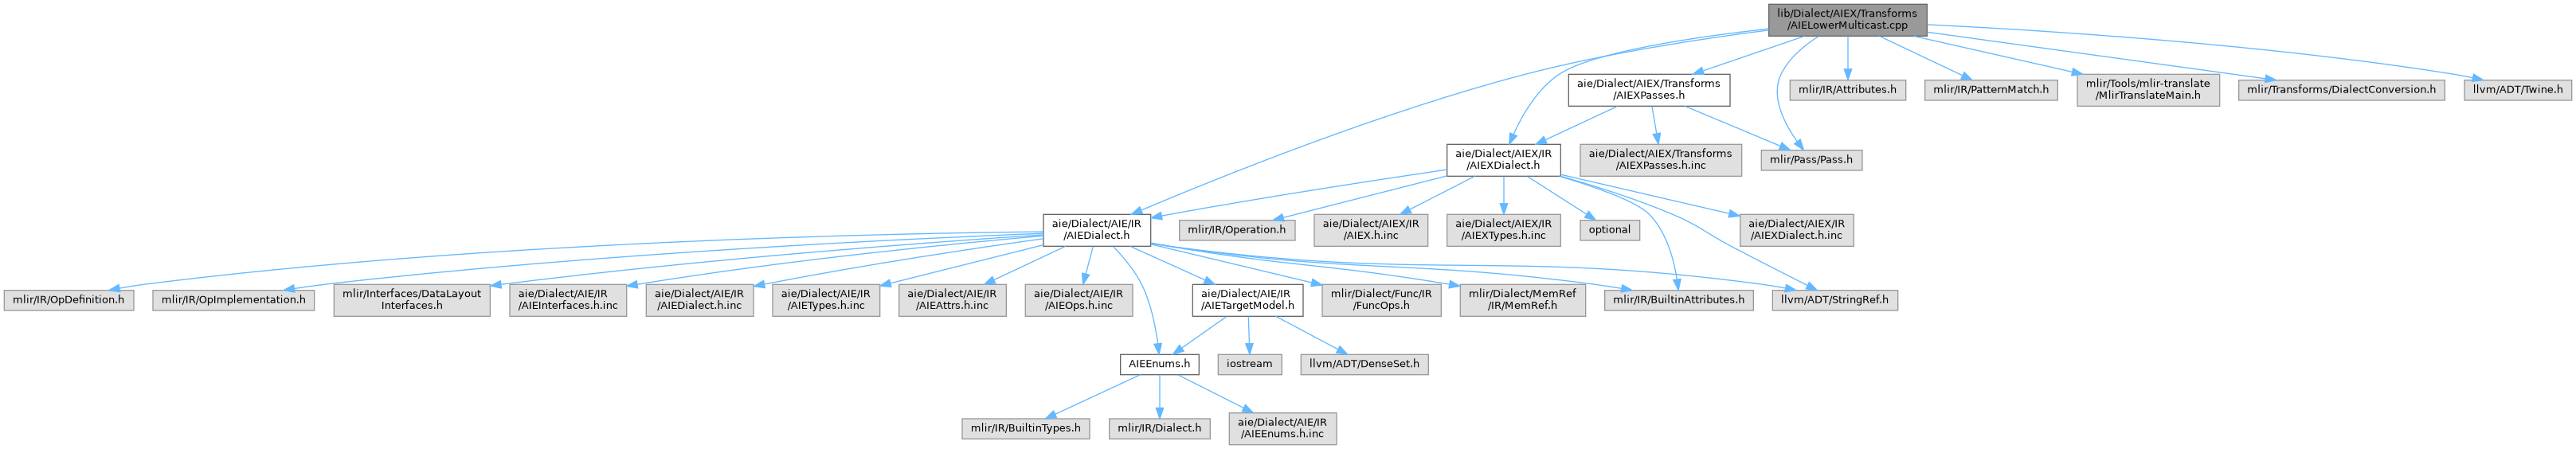 lib/Dialect/AIEX/Transforms
/AIELowerMulticast.cpp
aie/Dialect/AIEX/Transforms
/AIEXPasses.h
mlir/IR/Attributes.h
mlir/IR/PatternMatch.h
mlir/Tools/mlir-translate
/MlirTranslateMain.h
mlir/Transforms/DialectConversion.h
llvm/ADT/Twine.h
aie/Dialect/AIEX/IR
/AIEXDialect.h
aie/Dialect/AIEX/Transforms
/AIEXPasses.h.inc
mlir/Pass/Pass.h
aie/Dialect/AIE/IR
/AIEDialect.h
mlir/IR/Operation.h
aie/Dialect/AIEX/IR
/AIEX.h.inc
aie/Dialect/AIEX/IR
/AIEXTypes.h.inc
optional
aie/Dialect/AIEX/IR
/AIEXDialect.h.inc
mlir/IR/OpDefinition.h
mlir/IR/OpImplementation.h
mlir/Interfaces/DataLayout
Interfaces.h
aie/Dialect/AIE/IR
/AIEInterfaces.h.inc
aie/Dialect/AIE/IR
/AIEDialect.h.inc
aie/Dialect/AIE/IR
/AIETypes.h.inc
aie/Dialect/AIE/IR
/AIEAttrs.h.inc
aie/Dialect/AIE/IR
/AIEOps.h.inc
aie/Dialect/AIE/IR
/AIETargetModel.h
mlir/Dialect/Func/IR
/FuncOps.h
mlir/Dialect/MemRef
/IR/MemRef.h
mlir/IR/BuiltinAttributes.h
llvm/ADT/StringRef.h
AIEEnums.h
iostream
llvm/ADT/DenseSet.h
mlir/IR/BuiltinTypes.h
mlir/IR/Dialect.h
aie/Dialect/AIE/IR
/AIEEnums.h.inc